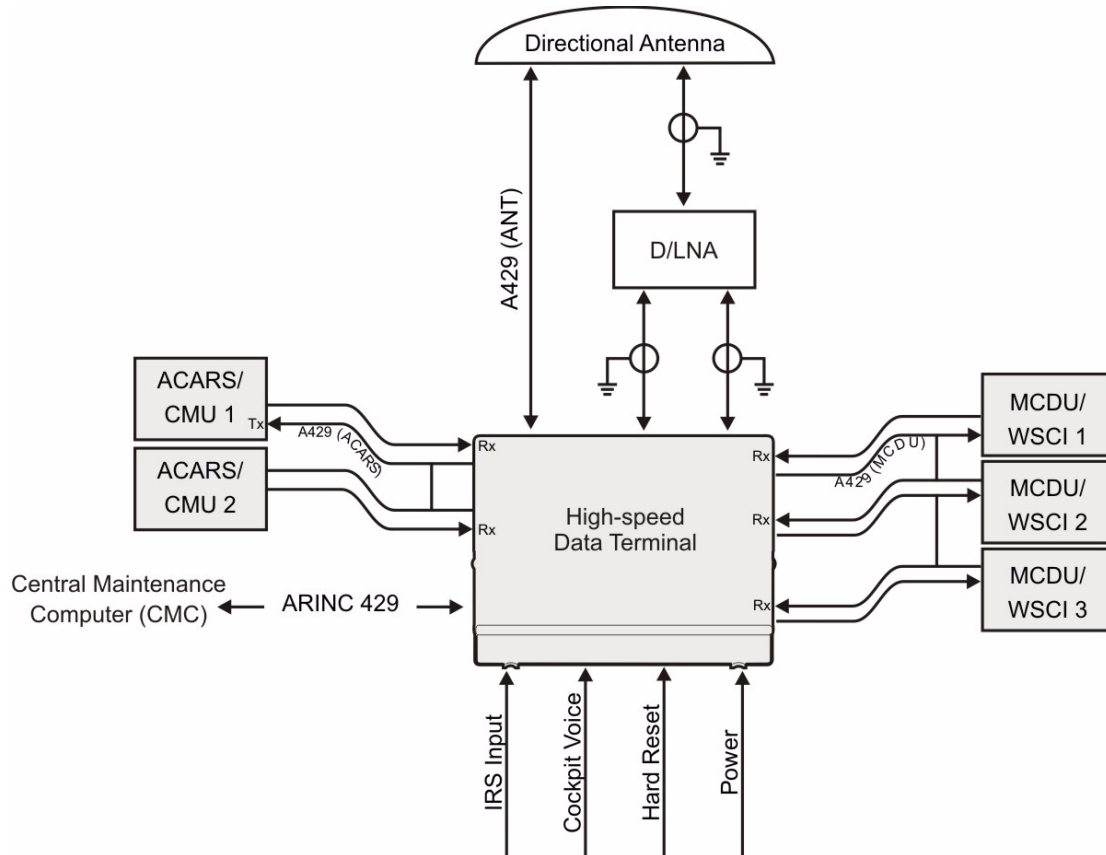 Directional Antenna
A429 (ANT)
D/LNA
ACARS/
CMU 1
Tx
A429 (ACARS)
ACARS/
CMU 2
Rx
Rx
High-speed
Data Terminal
Rx
Rx
Rx
A429 (MCDU)
MCDU/
WSCI 1
MCDU/
WSCI 2
MCDU/
WSCI 3
Central Maintenance
Computer (CMC)
ARINC 429
IRS Input
Cockpit Voice
Hard Reset
Power